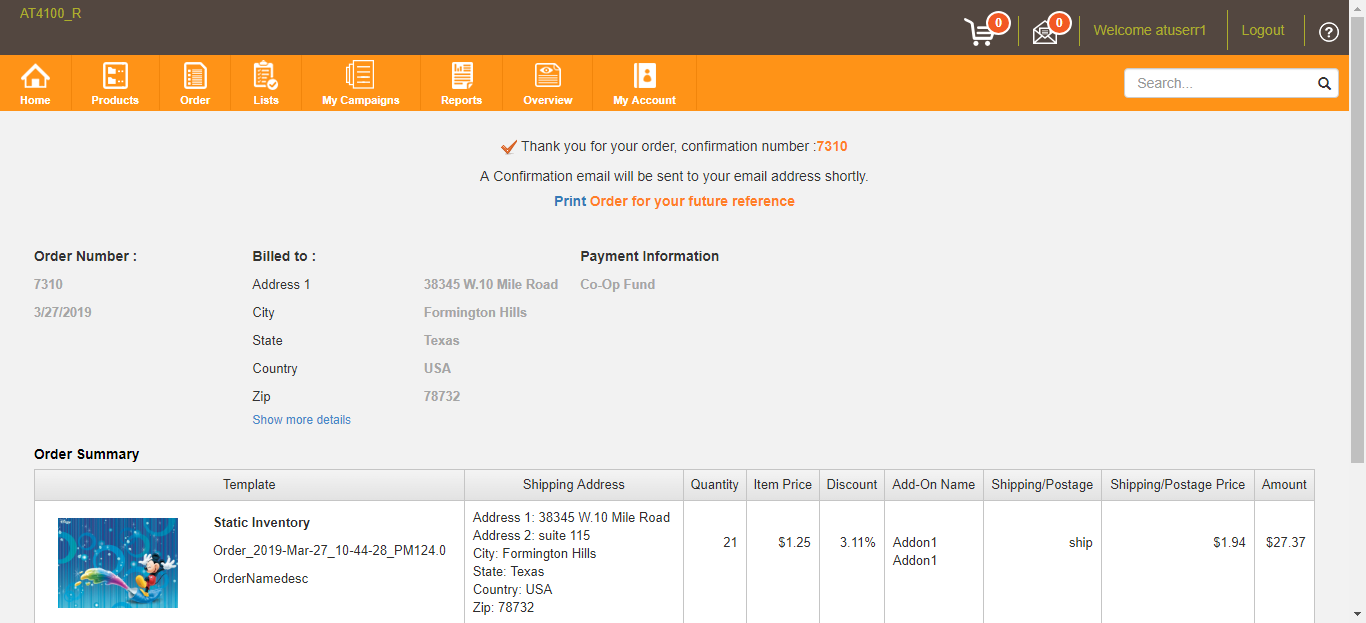 AT4100_R
0
0
Welcome atuserr1
Logout
?
Home
Products
Order
Lists
My Campaigns
Reports
Overview
My Account
Search...
Thank you for your order, confirmation number :7310
A Confirmation email will be sent to your email address shortly.
Print Order for your future reference
Order Number :
7310
3/27/2019
Billed to :
Address 1 38345 W.10 Mile Road
City Formington Hills
State Texas
Country USA
Zip 78732
Show more details
Payment Information
Co-Op Fund
Order Summary
Template Shipping Address Quantity Item Price Discount Add-On Name Shipping/Postage Shipping/Postage Price Amount
Static Inventory
Order_2019-Mar-27_10-44-28_PM124.0
OrderNamedesc
Address 1: 38345 W.10 Mile Road
Address 2: suite 115
City: Formington Hills
State: Texas
Country: USA
Zip: 78732
21 $1.25 3.11% Addon1 ship $1.94 $27.37
Addon1